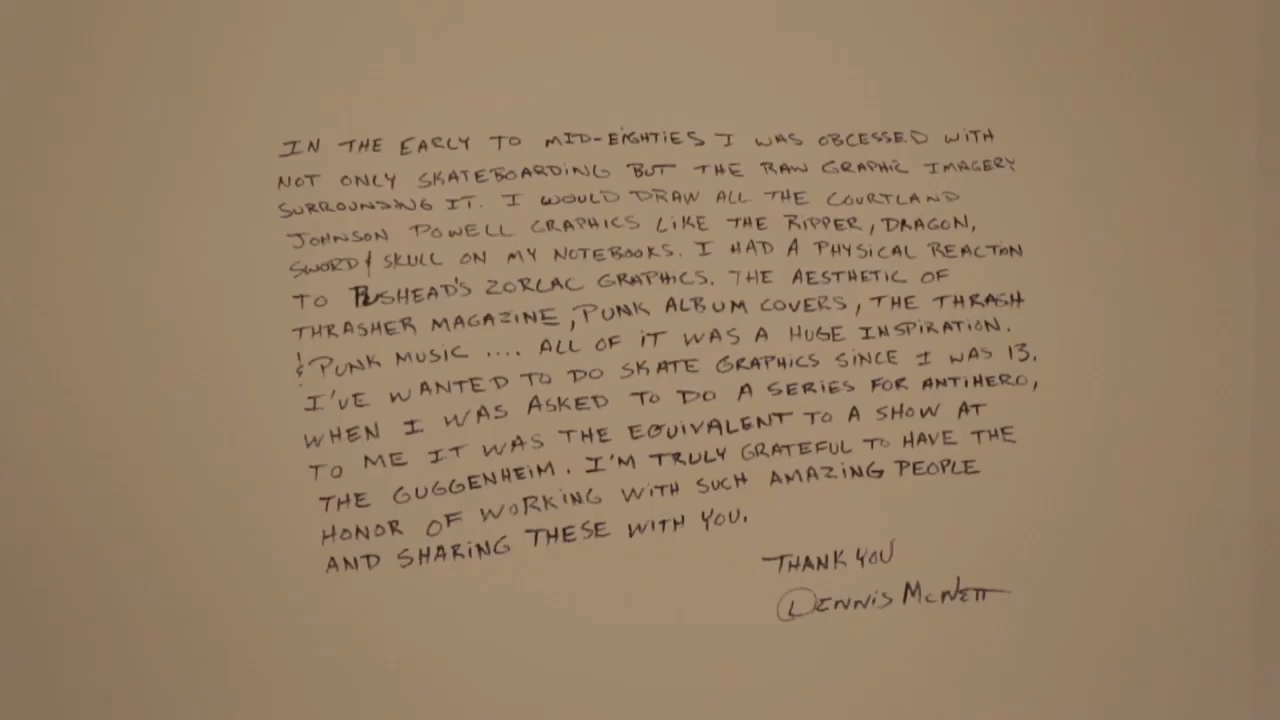 IN THE EARLY TO MID-EIGHTIES I WAS OBCESSED WITH
NOT ONLY SKATEBOARDING BUT THE RAW GRAPHIC IMAGERY
SURROUNDING IT. I WOULD DRAW ALL THE COURTLAND
JOHNSON POWELL GRAPHICS LIKE THE RIPPER, DRAGON,
SWORD & SKULL ON MY NOTEBOOKS. I HAD A PHYSICAL REACTION
TO PUSHEAD'S ZORLAC GRAPHICS. THE AESTHETIC OF
THRASHER MAGAZINE, PUNK ALBUM COVERS, THE THRASH
& PUNK MUSIC .... ALL OF IT WAS A HUGE INSPIRATION.
I'VE WANTED TO DO SKATE GRAPHICS SINCE I WAS 13.
WHEN I WAS ASKED TO DO A SERIES FOR ANTIHERO,
TO ME IT WAS THE EQUIVALENT TO A SHOW AT
THE GUGGENHEIM. I'M TRULY GRATEFUL TO HAVE THE
HONOR OF WORKING WITH SUCH AMAZING PEOPLE
AND SHARING THESE WITH YOU.
THANK YOU
DENNIS MCNETT